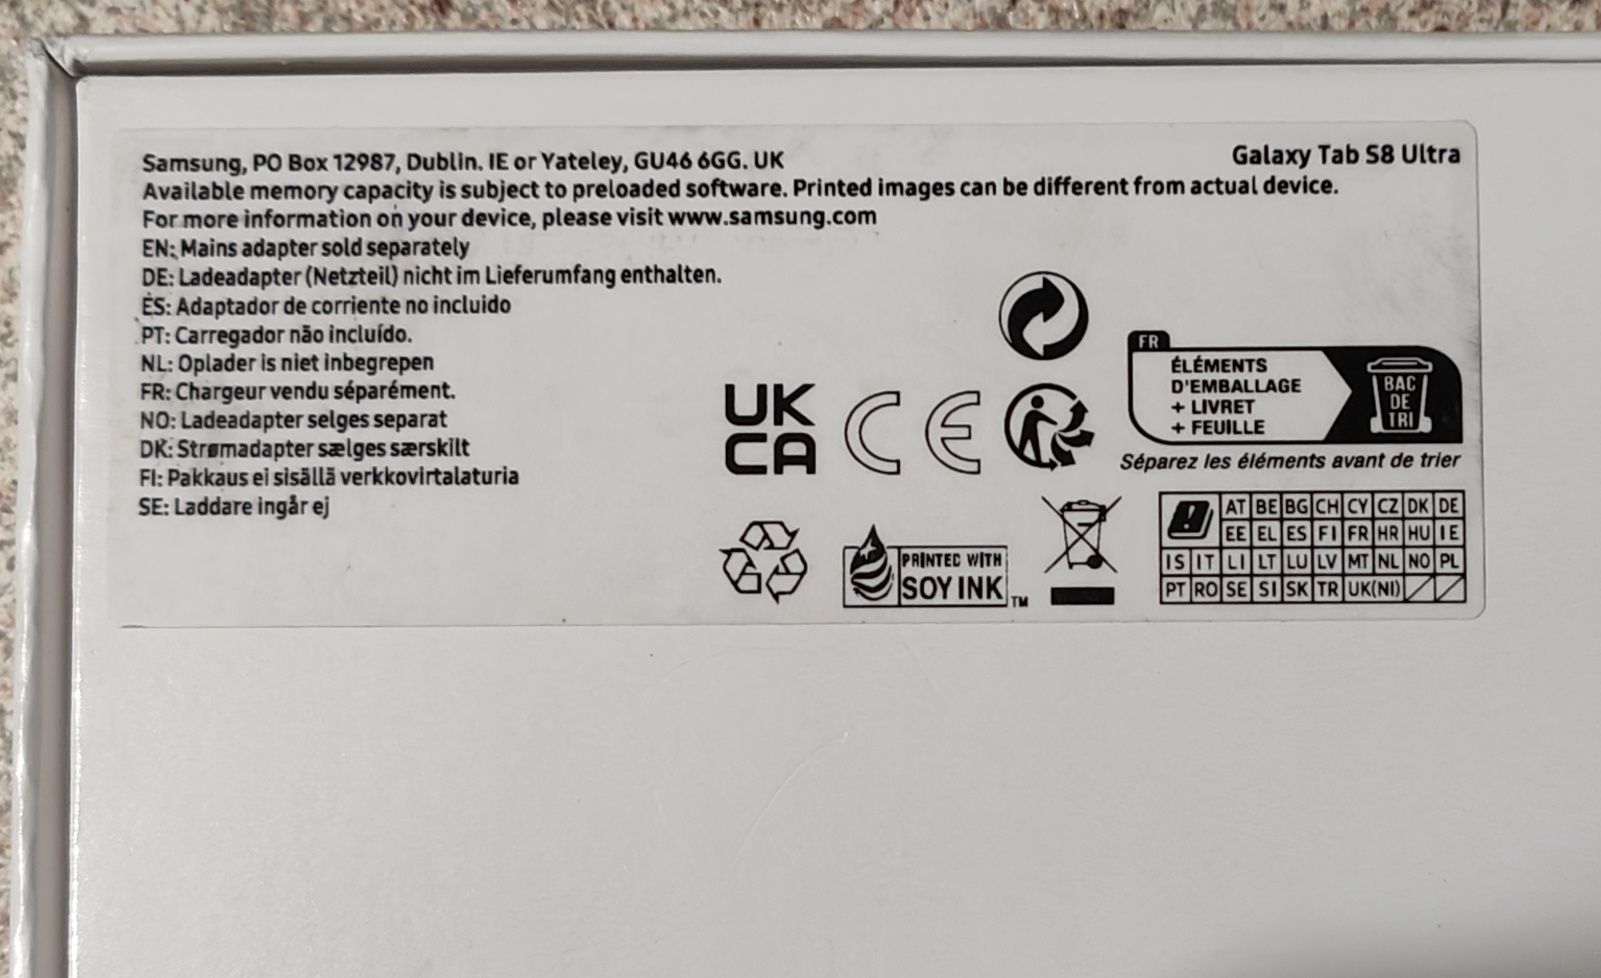 Samsung, PO Box 12987, Dublin. IE or Yateley, GU46 6GG. UK
Galaxy Tab S8 Ultra
Available memory capacity is subject to preloaded software. Printed images can be different from actual device.
For more information on your device, please visit www.samsung.com
EN: Mains adapter sold separately
DE: Ladeadapter (Netzteil) nicht im Lieferumfang enthalten.
ES: Adaptador de corriente no incluido
PT: Carregador não incluído.
NL: Oplader is niet inbegrepen
FR: Chargeur vendu séparément.
NO: Ladeadapter selges separat
DK: Strømadapter sælges særskilt
FI: Pakkaus ei sisällä verkkovirtalaturia
SE: Laddare ingår ej
UK
CA
CE
FR
ÉLÉMENTS
D'EMBALLAGE
+ LIVRET
+ FEUILLE
BAC
DE
TRI
Séparez les éléments avant de trier
PRINTED WITH
SOY INK TM
AT BE BG CH CY CZ DK DE
EE EL ES FI FR HR HU IE
IS IT LI LT LU LV MT NL NO PL
PT RO SE SI SK TR UK(NI)